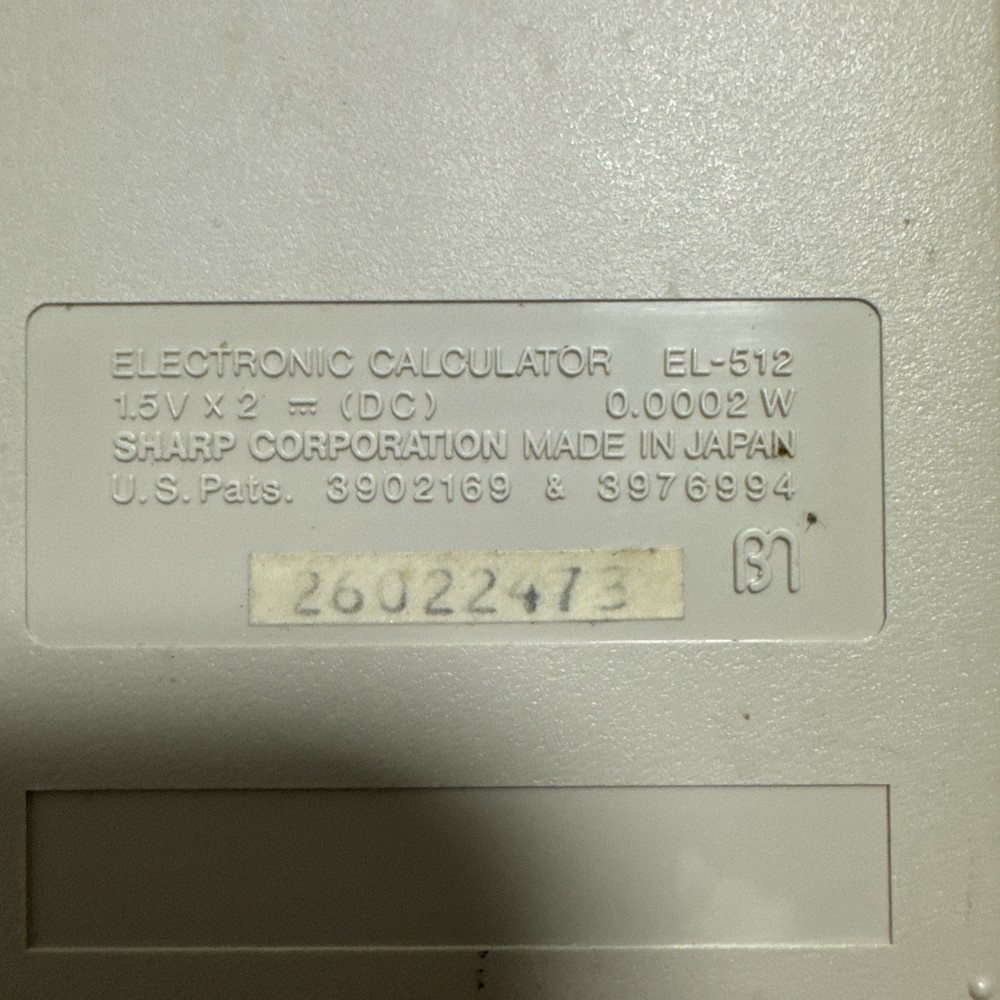 ELECTRONIC CALCULATOR EL-512
1.5V X 2 ⎓ (DC) 0.0002 W
SHARP CORPORATION MADE IN JAPAN
U.S. Pats. 3902169 & 3976994
26022473